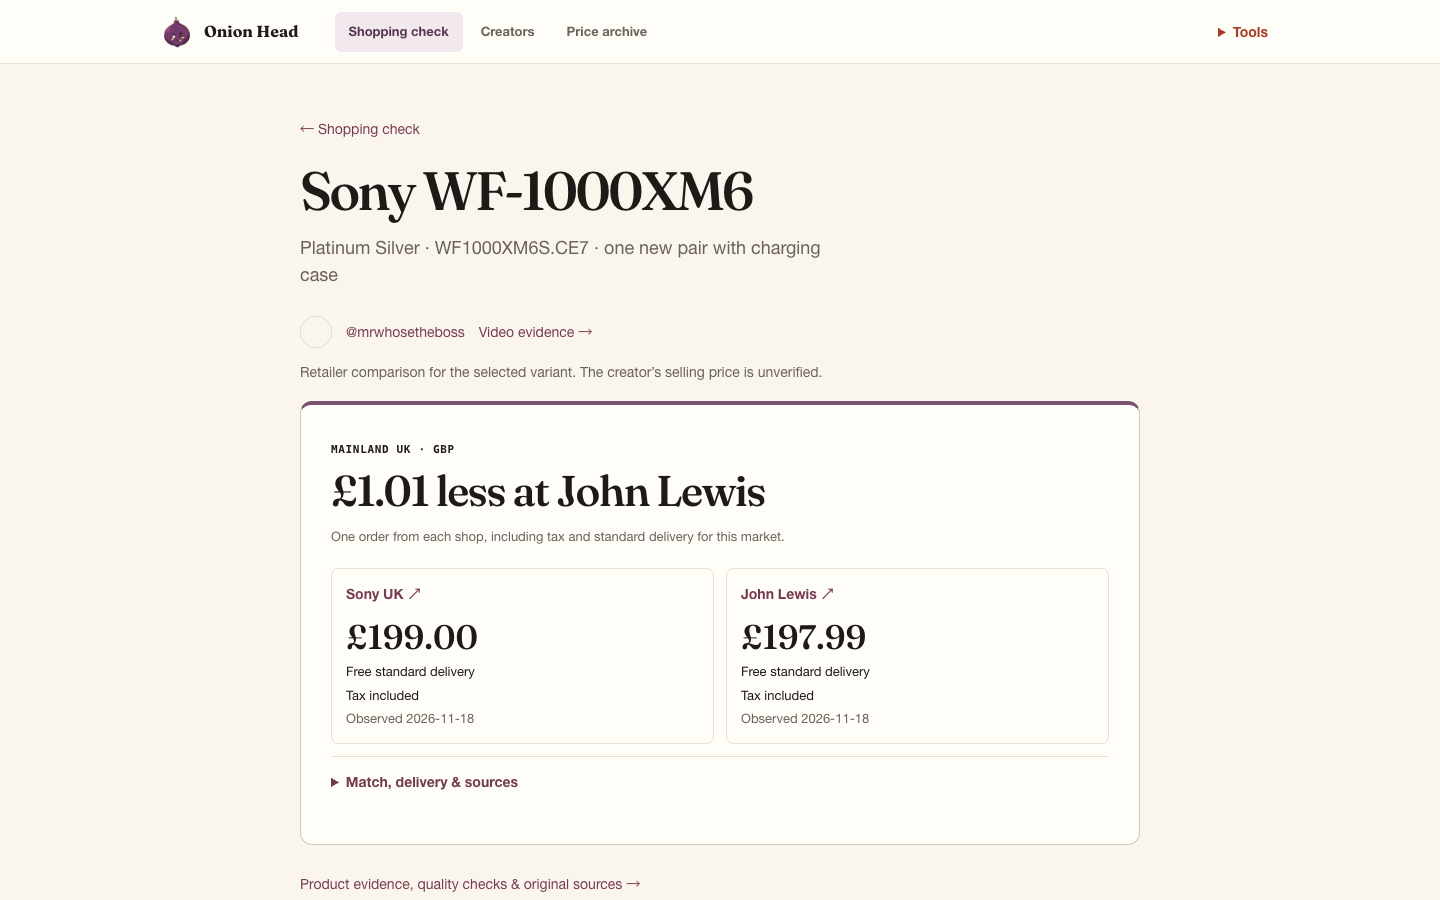 Onion Head
Shopping check
Creators
Price archive
▶ Tools
← Shopping check
Sony WF-1000XM6
Platinum Silver · WF1000XM6S.CE7 · one new pair with charging
case
@mrwhosetheboss
Video evidence →
Retailer comparison for the selected variant. The creator’s selling price is unverified.
MAINLAND UK · GBP
£1.01 less at John Lewis
One order from each shop, including tax and standard delivery for this market.
Sony UK ↗
£199.00
Free standard delivery
Tax included
Observed 2026-11-18
John Lewis ↗
£197.99
Free standard delivery
Tax included
Observed 2026-11-18
▶ Match, delivery & sources
Product evidence, quality checks & original sources →